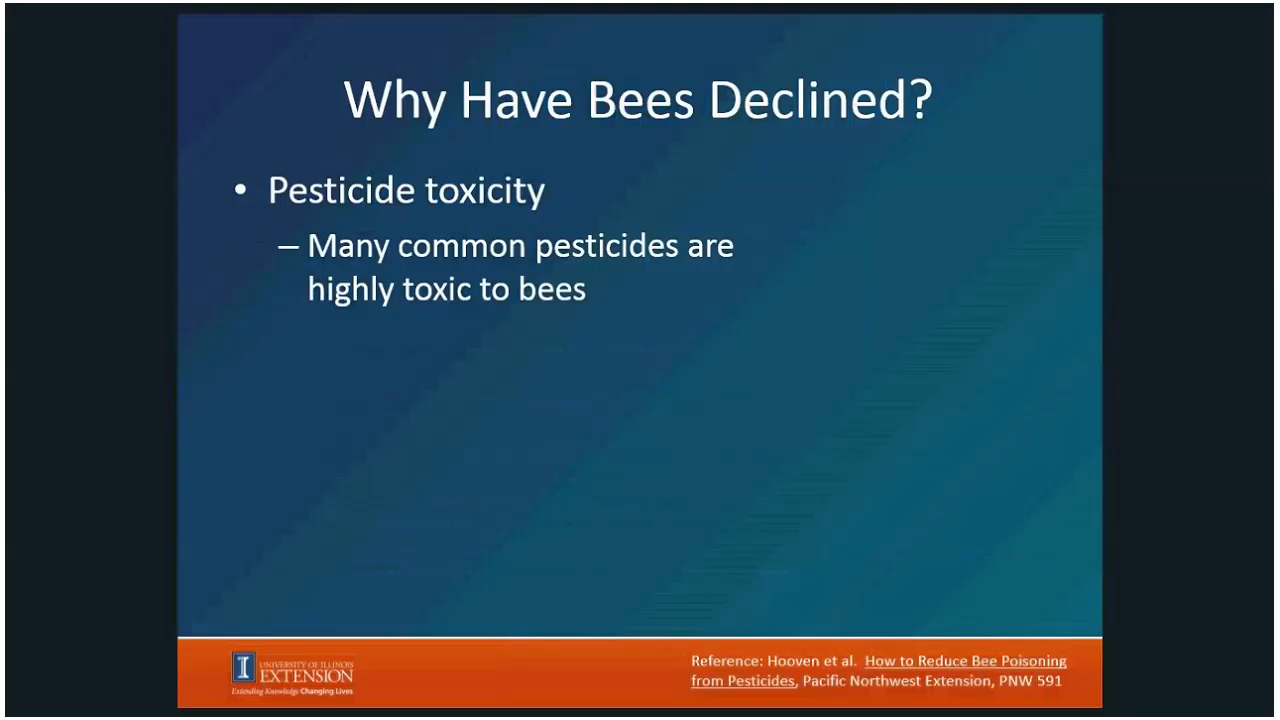 Why Have Bees Declined?
• Pesticide toxicity
– Many common pesticides are
highly toxic to bees
I UNIVERSITY OF ILLINOIS
EXTENSION
Extending Knowledge Changing Lives
Reference: Hooven et al. How to Reduce Bee Poisoning
from Pesticides, Pacific Northwest Extension, PNW 591